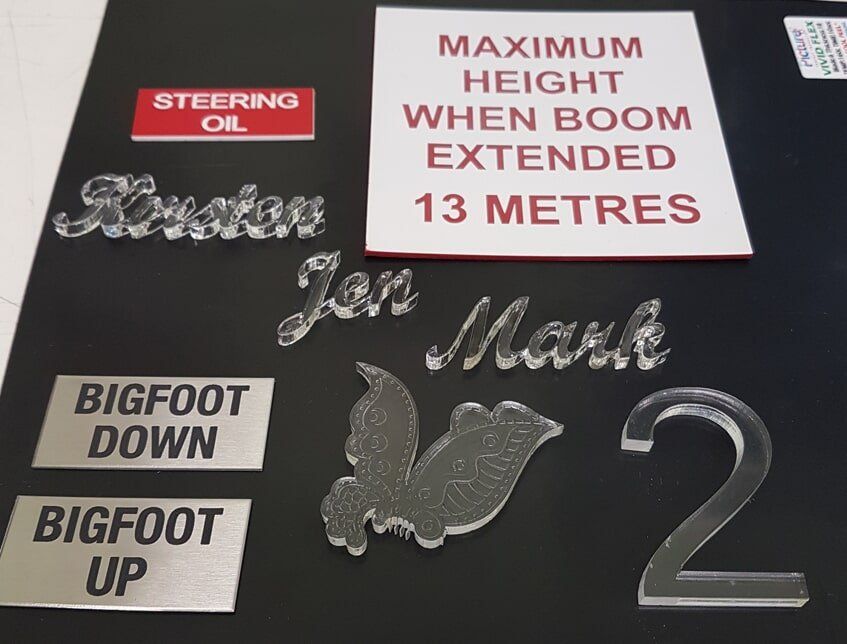 Picture
VIVID FLEX
MAXIMUM
HEIGHT
WHEN BOOM
EXTENDED
13 METRES
STEERING
OIL
Kirsten
Jen
Mark
BIGFOOT
DOWN
2
BIGFOOT
UP